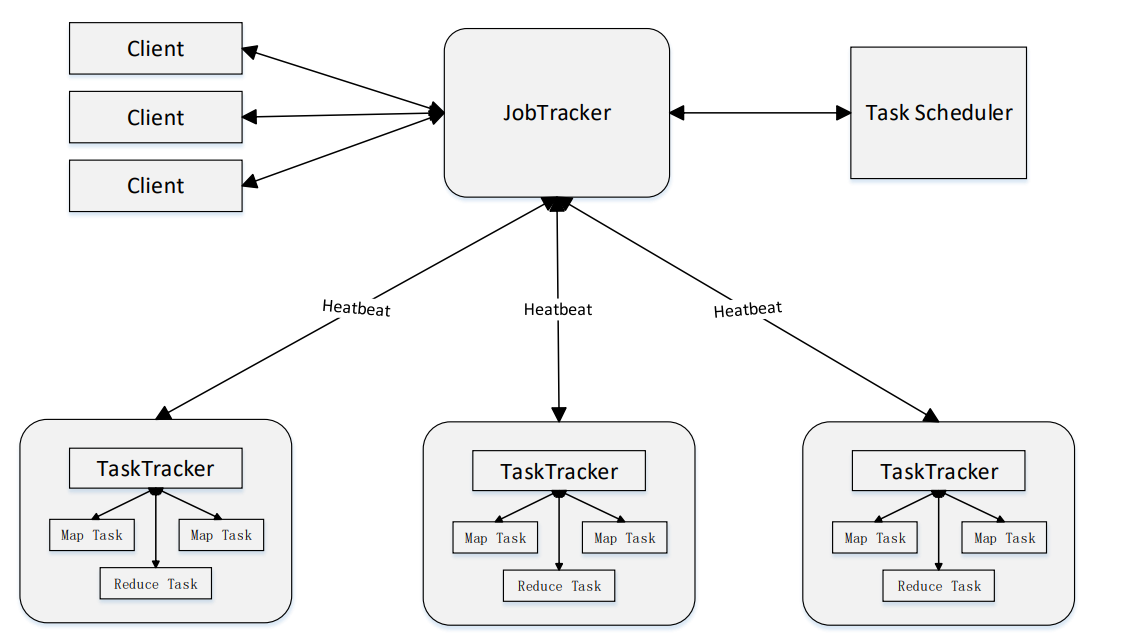 Client
Client
Client
JobTracker
Task Scheduler
Heatbeat
Heatbeat
Heatbeat
TaskTracker
Map Task
Map Task
Reduce Task
TaskTracker
Map Task
Map Task
Reduce Task
TaskTracker
Map Task
Map Task
Reduce Task